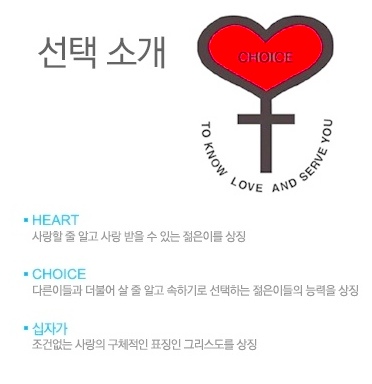 선택 소개
CHOICE
TO KNOW LOVE AND SERVE YOU
HEART
사랑할 줄 알고 사랑 받을 수 있는 젊은이를 상징
CHOICE
다른이들과 더불어 살 줄 알고 속하기로 선택하는 젊은이들의 능력을 상징
십자가
조건없는 사랑의 구체적인 표징인 그리스도를 상징